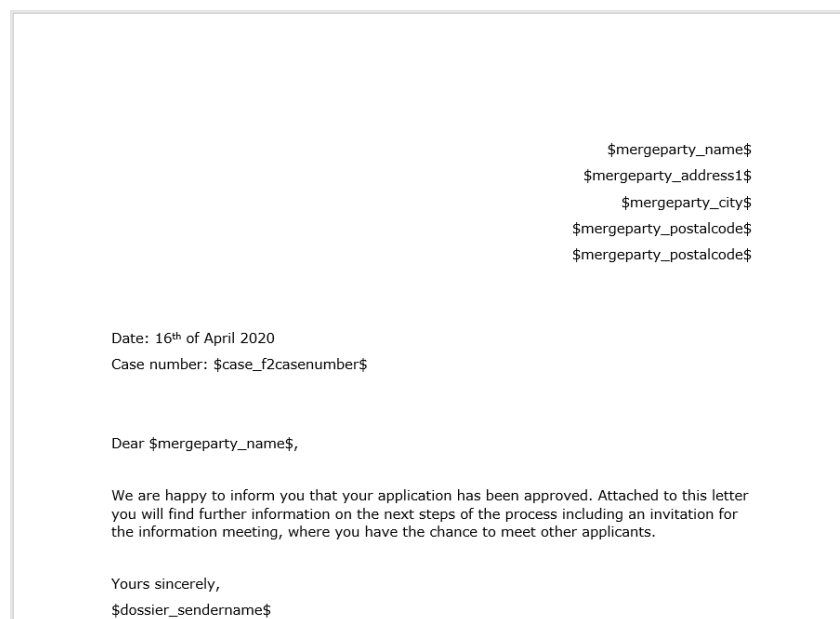 $mergeparty_name$
$mergeparty_address1$
$mergeparty_city$
$mergeparty_postalcode$
$mergeparty_postalcode$
Date: 16th of April 2020
Case number: $case_f2casenumber$
Dear $mergeparty_name$,
We are happy to inform you that your application has been approved. Attached to this letter
you will find further information on the next steps of the process including an invitation for
the information meeting, where you have the chance to meet other applicants.
Yours sincerely,
$dossier_sendername$